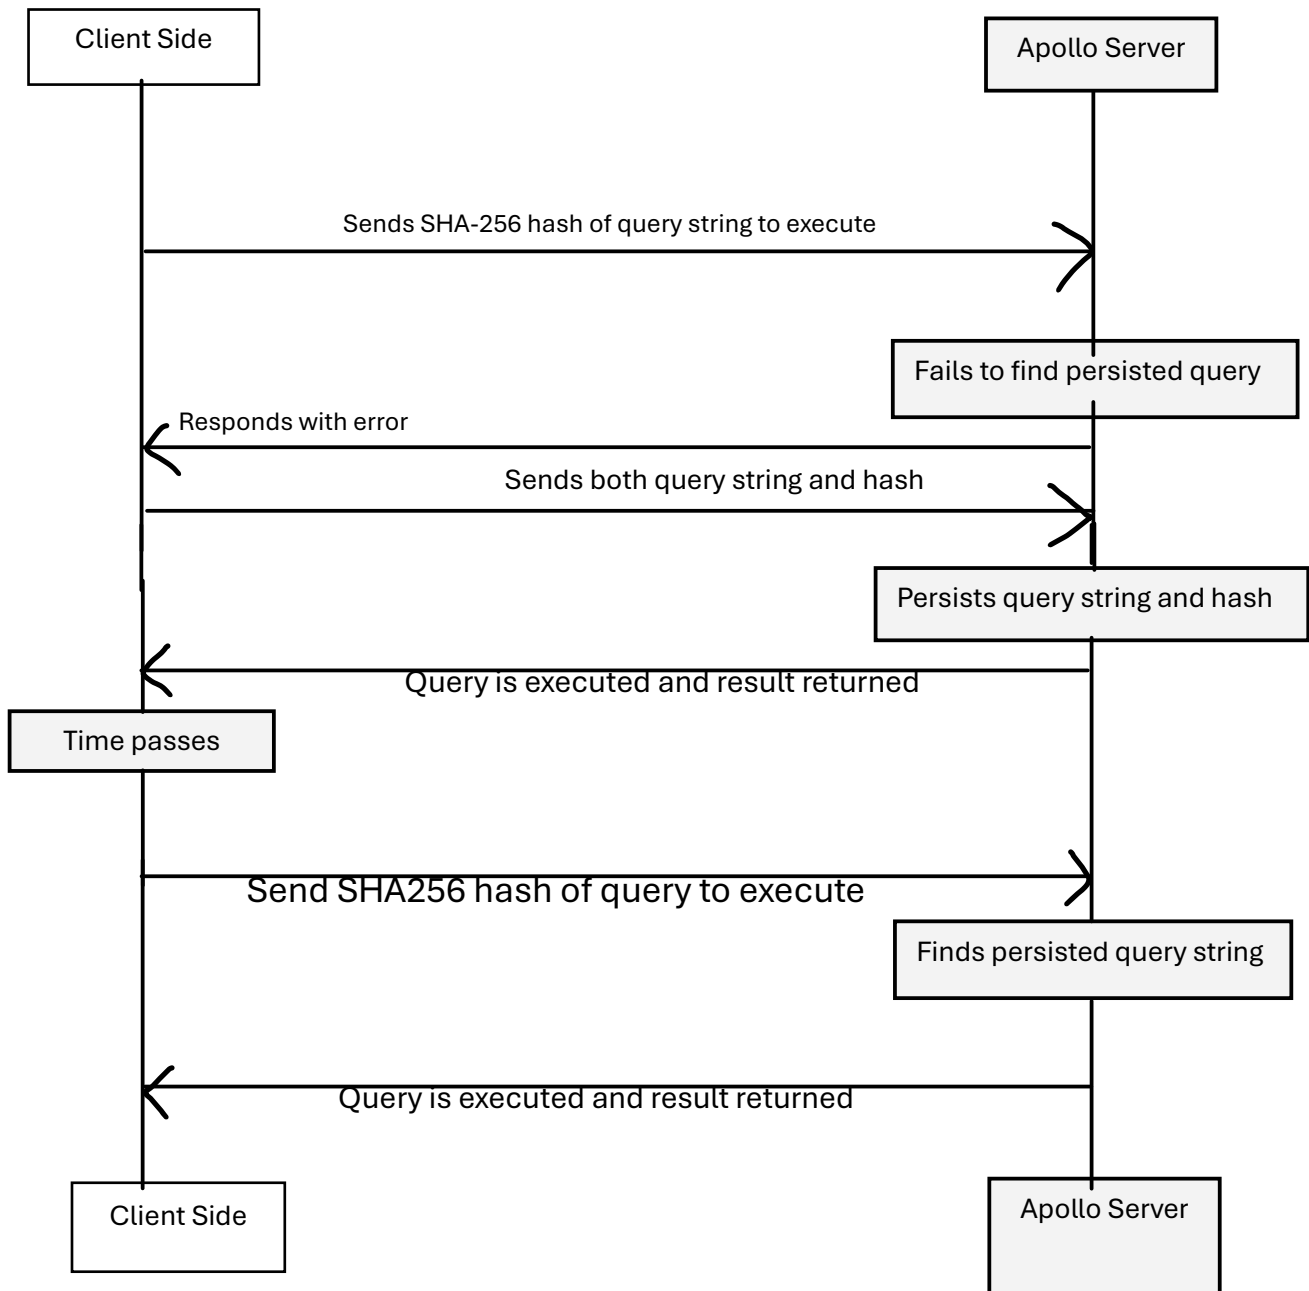 Client Side
Apollo Server
Sends SHA-256 hash of query string to execute
Fails to find persisted query
Responds with error
Sends both query string and hash
Persists query string and hash
Query is executed and result returned
Time passes
Send SHA256 hash of query to execute
Finds persisted query string
Query is executed and result returned
Client Side
Apollo Server